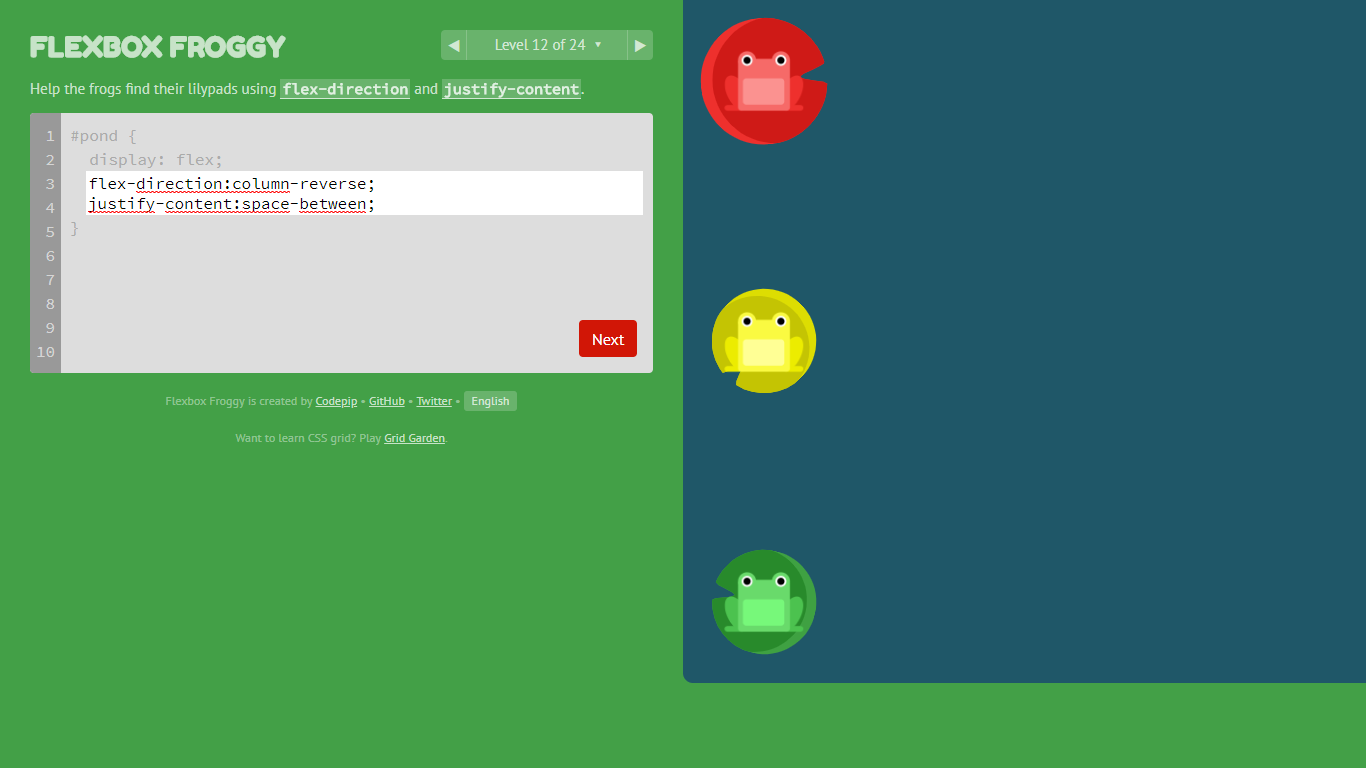 FLEXBOX FROGGY
◀ Level 12 of 24 ▼ ▶
Help the frogs find their lilypads using flex-direction and justify-content.
1 #pond {
2 display: flex;
3 flex-direction:column-reverse;
4 justify-content:space-between;
5 }
6
7
8
9
10
Next
Flexbox Froggy is created by Codepip • GitHub • Twitter • English
Want to learn CSS grid? Play Grid Garden.